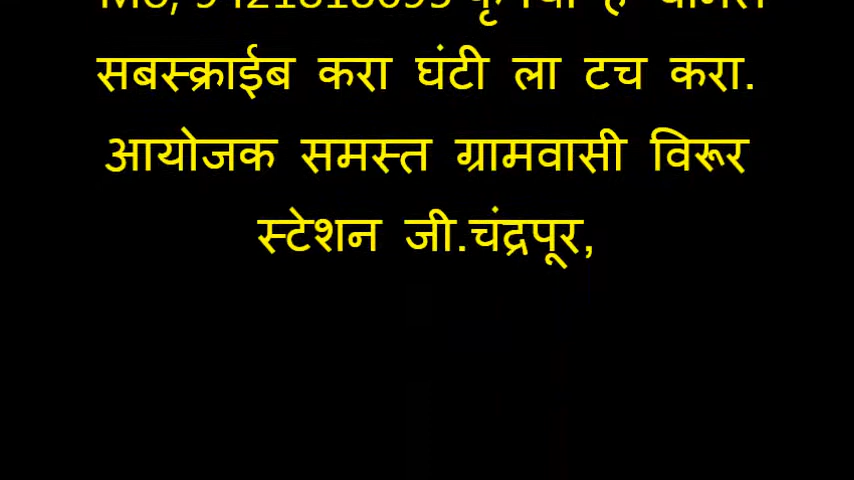 सबस्क्राईब करा घंटी ला टच करा.
आयोजक समस्त ग्रामवासी विरूर
स्टेशन जी.चंद्रपूर,